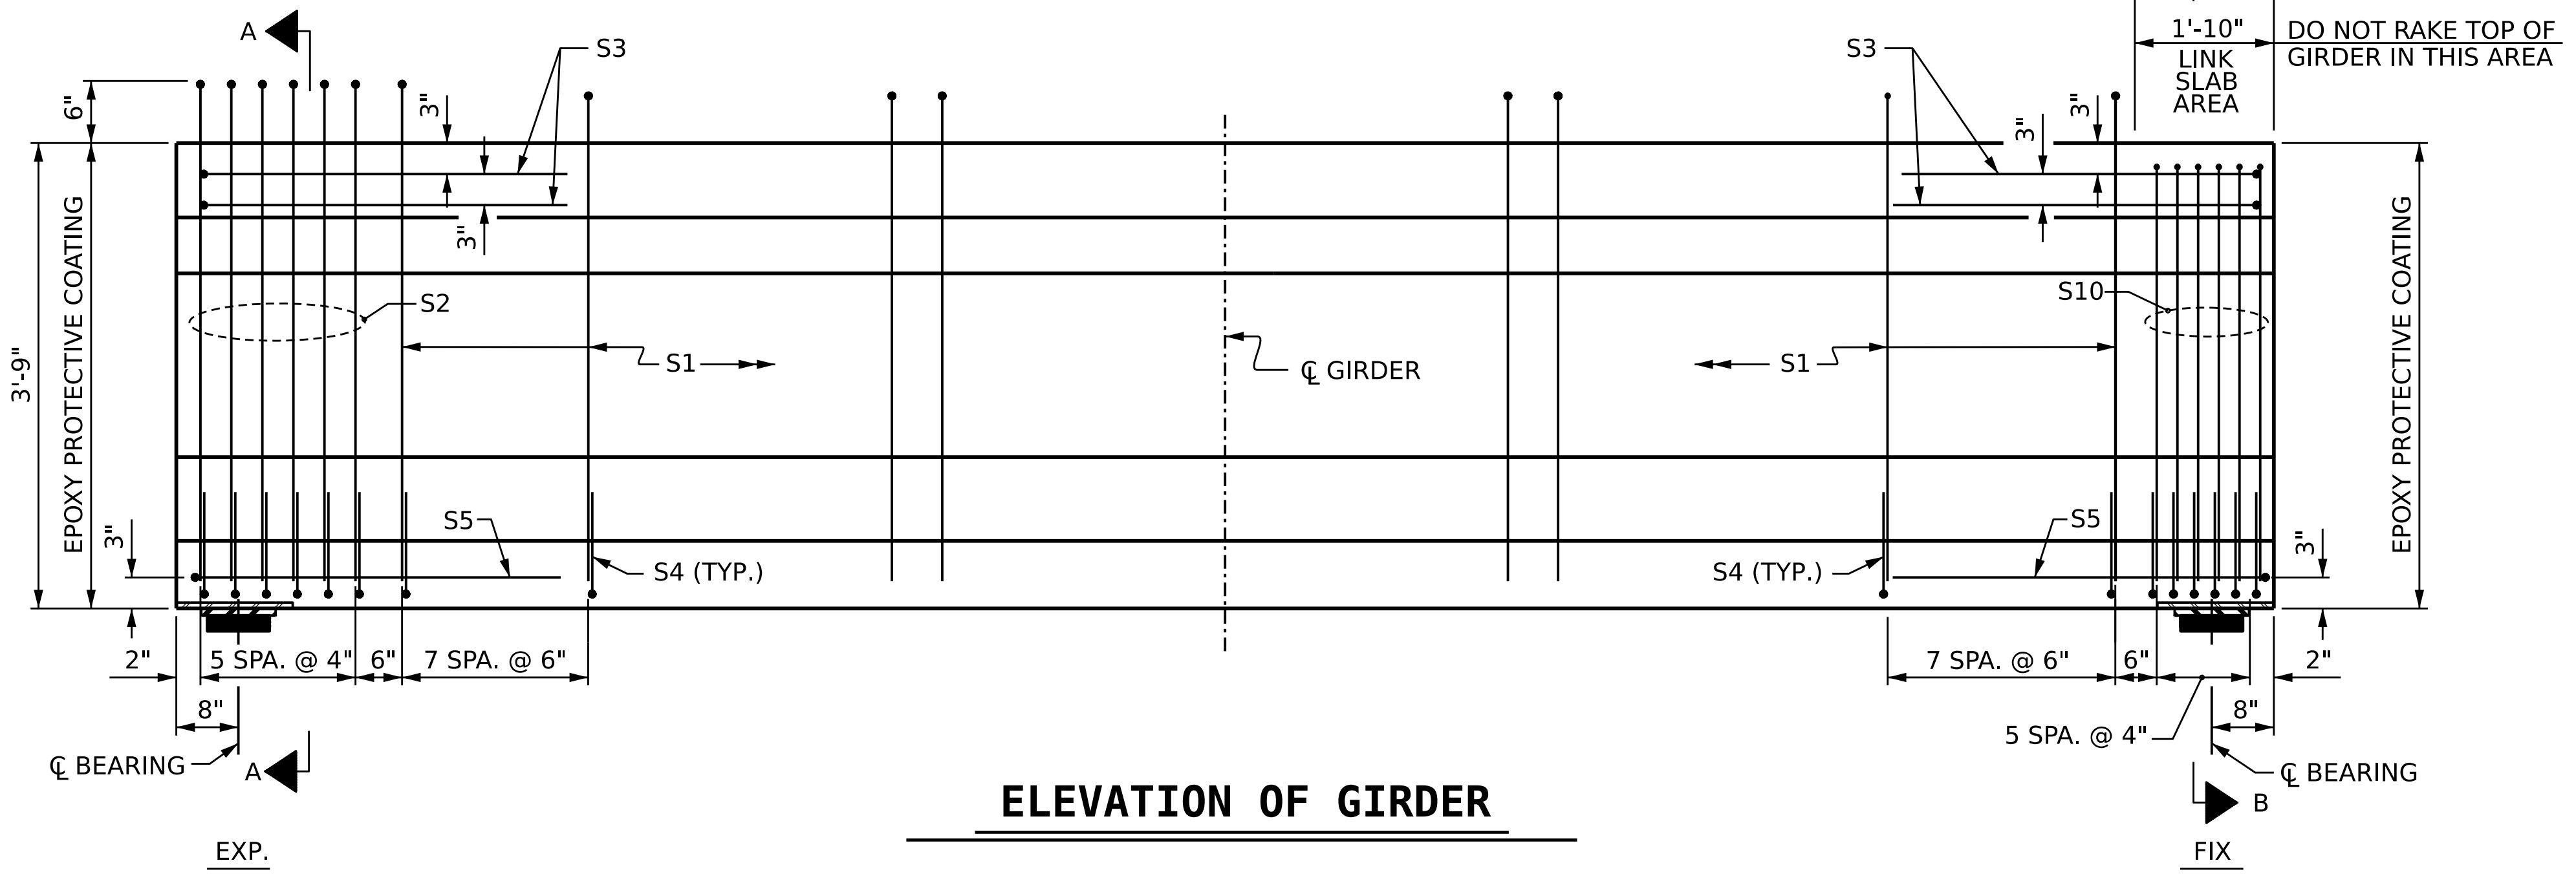 A
S3
S3
1'-10"
DO NOT RAKE TOP OF
GIRDER IN THIS AREA
LINK
SLAB
AREA
6"
3"
3"
3"
3"
3'-9"
EPOXY PROTECTIVE COATING
EPOXY PROTECTIVE COATING
S2
S10
S1
℄ GIRDER
S1
3"
S5
S4 (TYP.)
S4 (TYP.)
S5
3"
2"
5 SPA. @ 4"
6"
7 SPA. @ 6"
7 SPA. @ 6"
6"
2"
8"
5 SPA. @ 4"
8"
℄ BEARING
A
℄ BEARING
B
ELEVATION OF GIRDER
EXP.
FIX